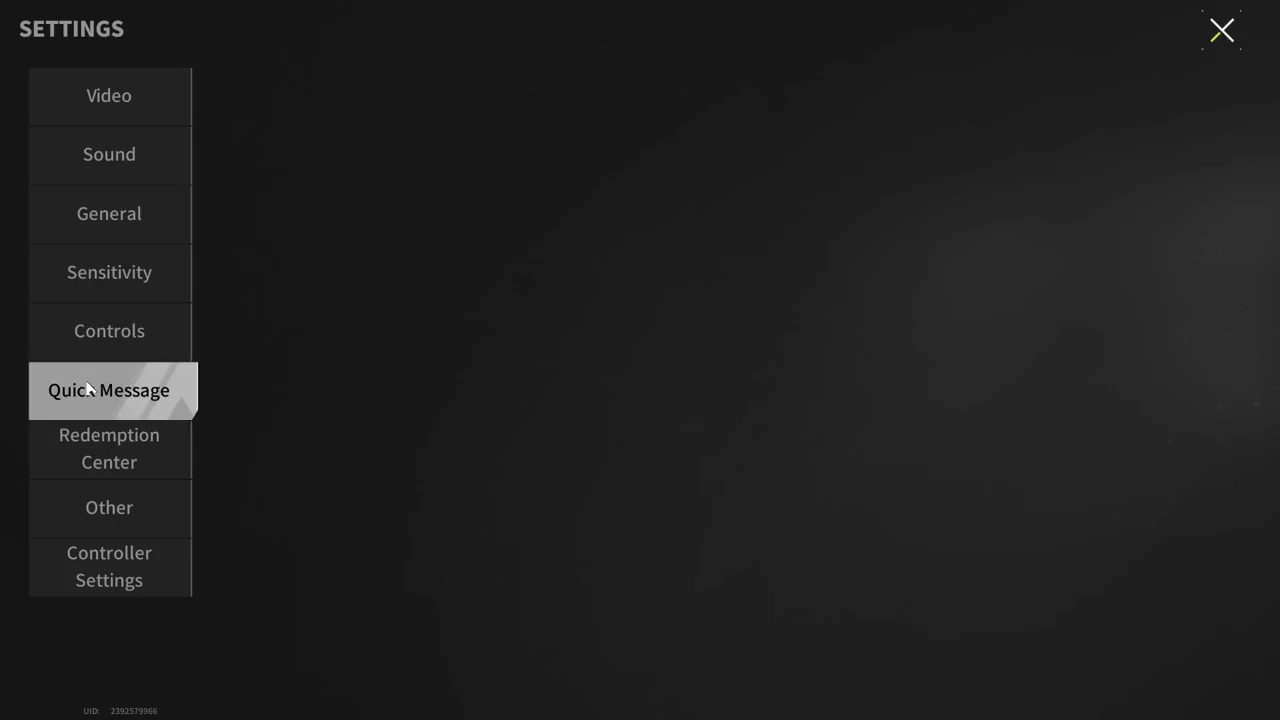 SETTINGS
Video
Sound
General
Sensitivity
Controls
Quick Message
Redemption
Center
Other
Controller
Settings
UID: 2392579966